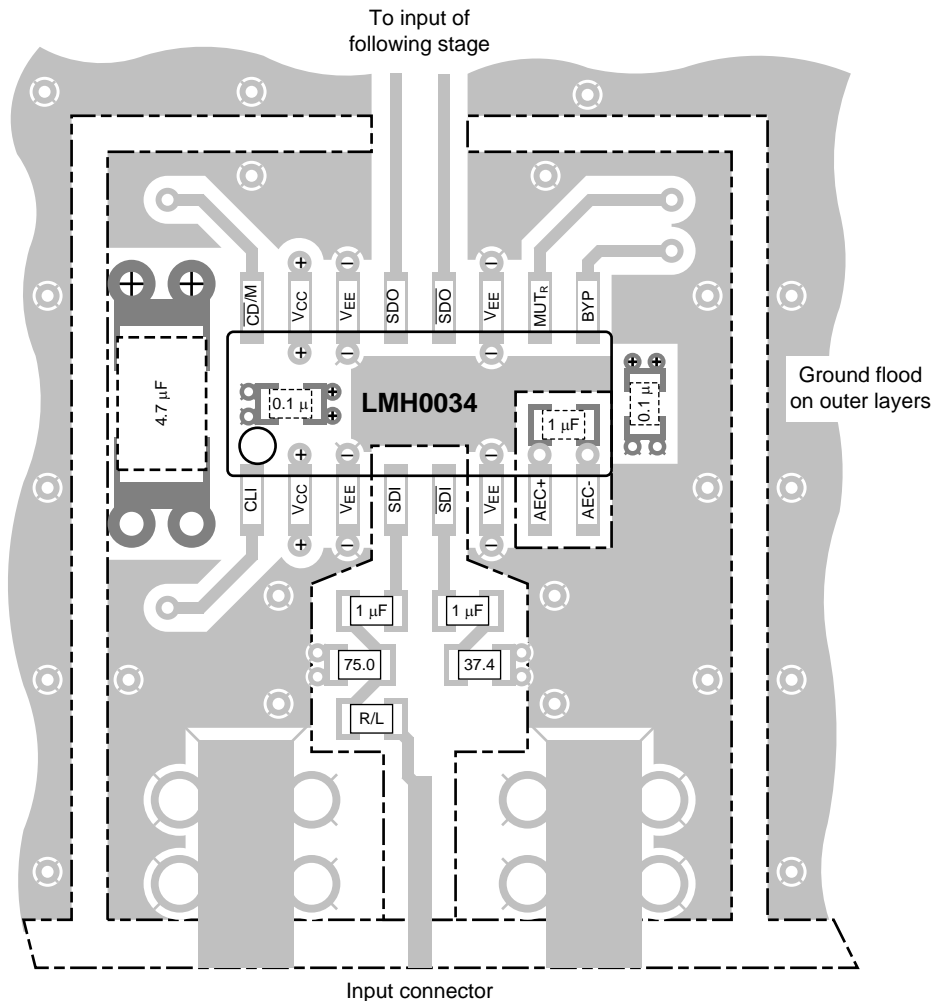 To input of
following stage
CD/M
VCC
VEE
SDO
SDO
VEE
MUTR
BYP
4.7 µF
0.1 µ
LMH0034
1 µF
0.1 µ
Ground flood
on outer layers
CLI
VCC
VEE
SDI
SDI
VEE
AEC+
AEC-
1 µF
1 µF
75.0
37.4
R/L
Input connector